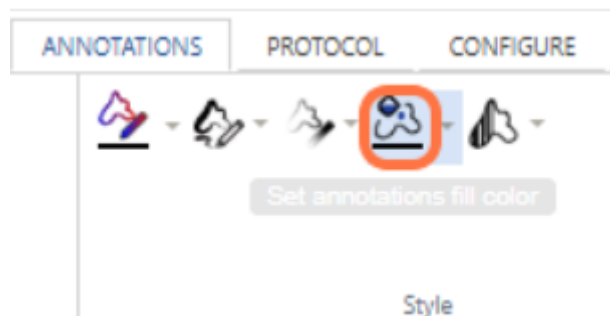 ANNOTATIONS PROTOCOL CONFIGURE
Set annotations fill color
Style